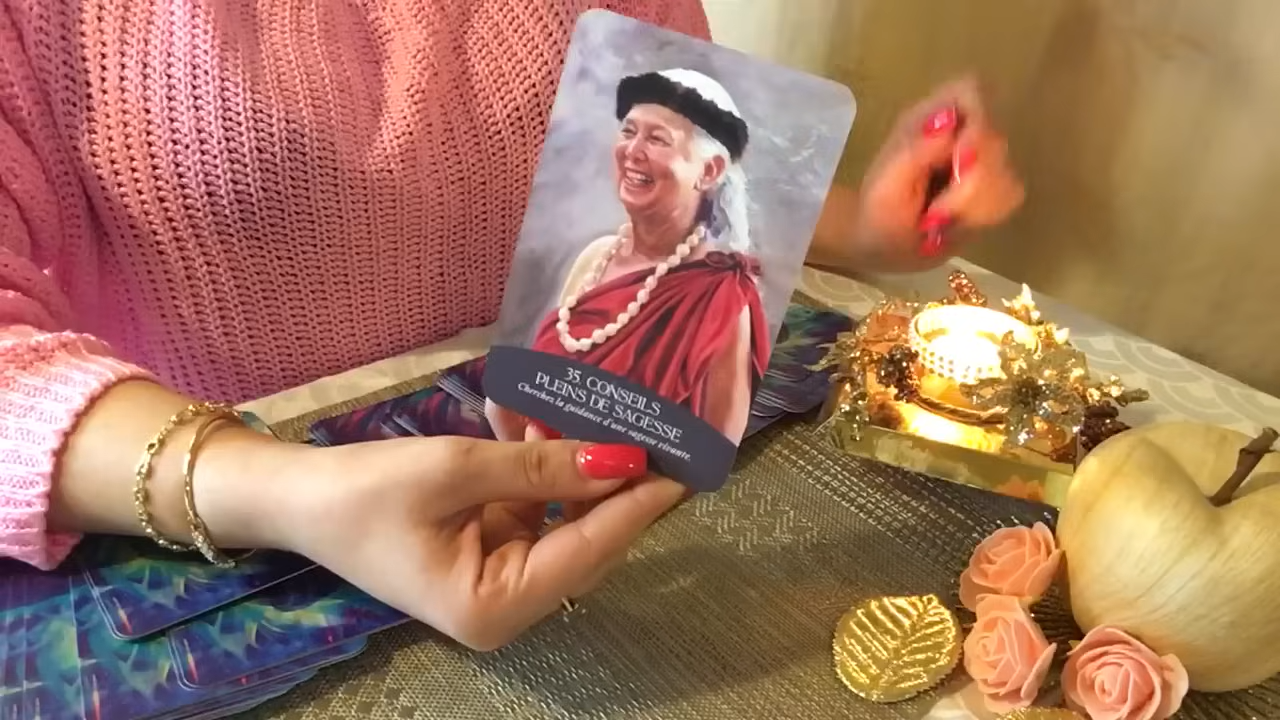 35. CONSEILS
PLEINS DE SAGESSE
Cherchez la guidance d'une sagesse vivante.